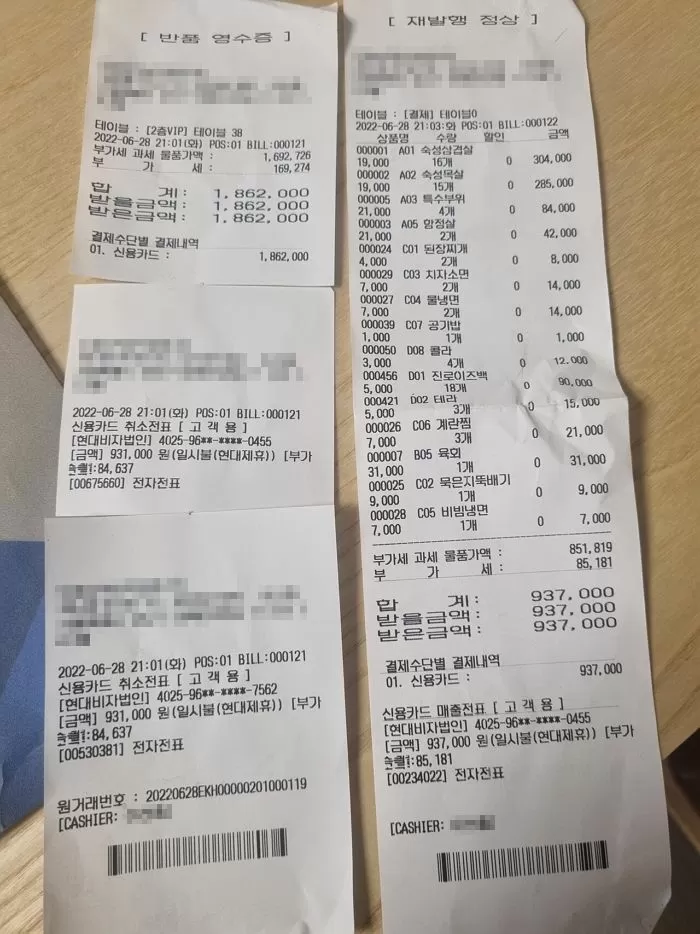 [ 반품 영수증 ]
테이블 : [2층VIP] 테이블 38
2022-06-28 21:01(화) POS:01 BILL:000121
부가세 과세 물품가액 : 1,692,726
부 가 세 : 169,274
합 계: 1,862,000
받을금액: 1,862,000
받은금액: 1,862,000
결제수단별 결제내역
01. 신용카드 : 1,862,000
2022-06-28 21:01(화) POS:01 BILL:000121
신용카드 취소전표 [ 고 객 용 ]
[현대비자법인] 4025-96**-****-0455
[금액] 931,000 원(일시불(현대제휴)) [부가
:84,637
[00675660] 전자전표
2022-06-28 21:01(화) POS:01 BILL:000121
신용카드 취소전표 [ 고 객 용 ]
[현대비자법인] 4025-96**-****-7562
[금액] 931,000 원(일시불(현대제휴)) [부가
:84,637
[00530381] 전자전표
원거래번호 : 20220628EKH00000201000119
[CASHIER:
[ 재발행 정상 ]
테이블 : [결제] 테이블0
2022-06-28 21:03:화 POS:01 BILL:000122
상품명 수량 할인 금액
000001 A01 숙성삼겹살
19,000 16개 0 304,000
000002 A02 숙성목살
19,000 15개 0 285,000
000005 A03 특수부위
21,000 4개 0 84,000
000003 A05 항정살
21,000 2개 0 42,000
000024 C01 된장찌개
4,000 2개 0 8,000
000029 C03 치자소면
7,000 2개 0 14,000
000027 C04 물냉면
7,000 2개 0 14,000
000039 C07 공기밥
1,000 1개 0 1,000
000050 D08 콜라
3,000 4개 0 12,000
000456 D01 진로이즈백
5,000 18개 0 90,000
000421 D02 테라
5,000 3개 0 15,000
000026 C06 계란찜
7,000 3개 0 21,000
000007 B05 육회
31,000 1개 0 31,000
000025 C02 묵은지뚝배기
9,000 1개 0 9,000
000028 C05 비빔냉면
7,000 1개 0 7,000
부가세 과세 물품가액 : 851,819
부 가 세 : 85,181
합 계: 937,000
받을금액: 937,000
받은금액: 937,000
결제수단별 결제내역
01. 신용카드 : 937,000
신용카드 매출전표 [ 고 객 용 ]
[현대비자법인] 4025-96**-****-0455
[금액] 937,000 원(일시불(현대제휴)) [부가
:85,181
[00234022] 전자전표
[CASHIER: